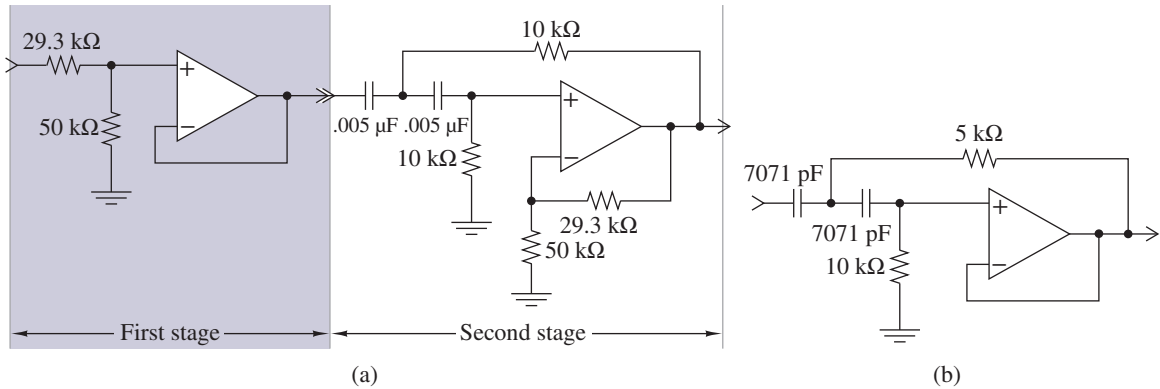 29.3 kΩ
50 kΩ
+
−
10 kΩ
.005 µF .005 µF
10 kΩ
+
−
29.3 kΩ
50 kΩ
First stage
Second stage
(a)
5 kΩ
7071 pF
7071 pF
10 kΩ
+
−
(b)